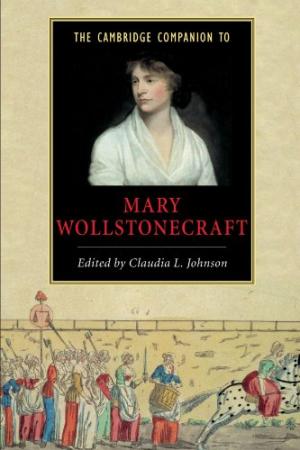 THE CAMBRIDGE COMPANION TO
MARY
WOLLSTONECRAFT
Edited by Claudia L. Johnson